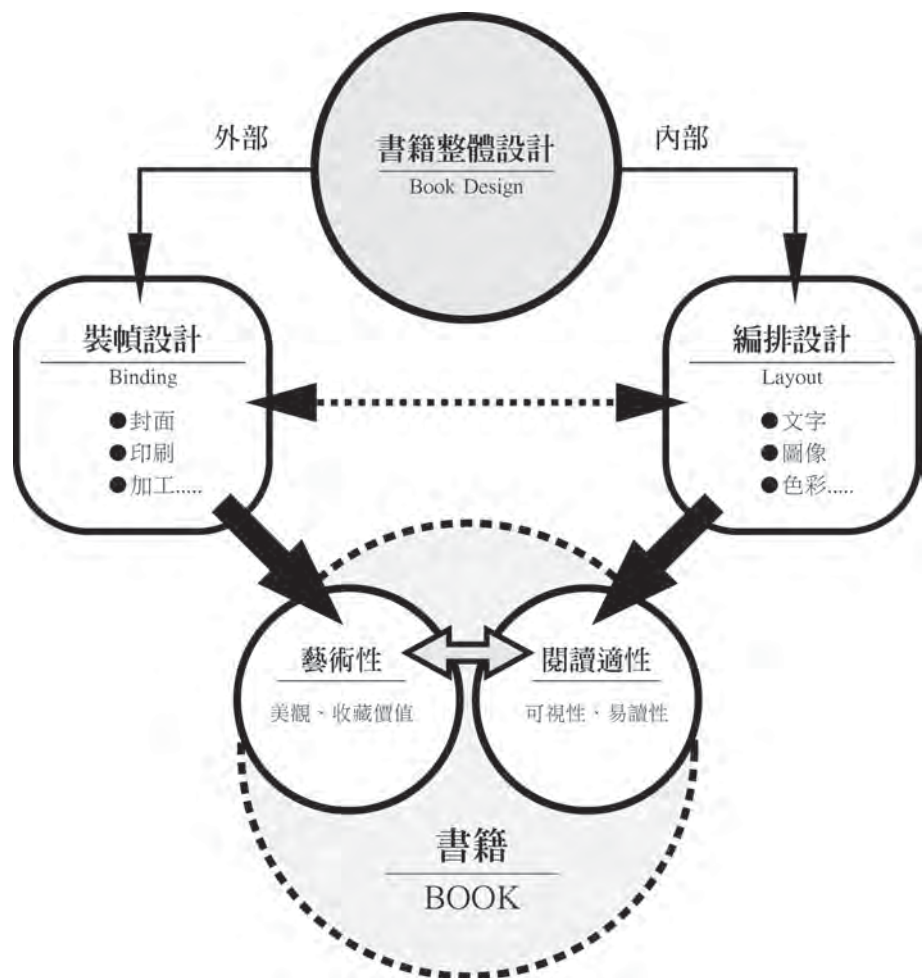 外部
書籍整體設計
Book Design
內部
裝幀設計
Binding
●封面
●印刷
●加工.....
編排設計
Layout
●文字
●圖像
●色彩.....
藝術性
美觀、收藏價值
閱讀適性
可視性、易讀性
書籍
BOOK